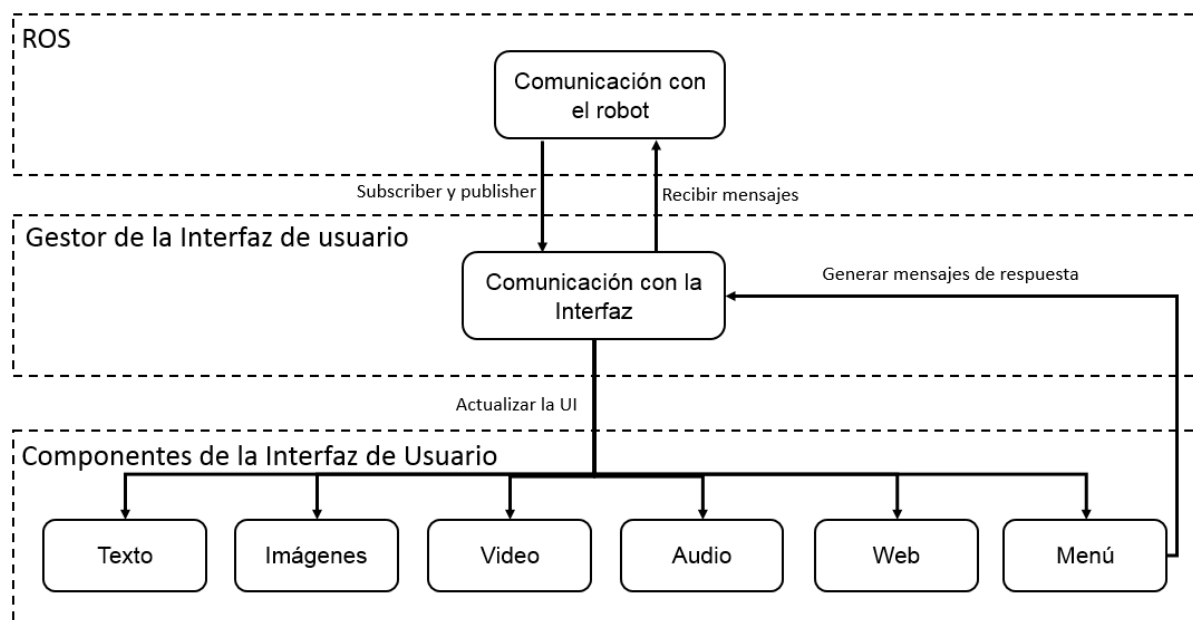 ROS
Comunicación con
el robot
Subscriber y publisher
Recibir mensajes
Gestor de la Interfaz de usuario
Comunicación con la
Interfaz
Generar mensajes de respuesta
Actualizar la UI
Componentes de la Interfaz de Usuario
Texto
Imágenes
Video
Audio
Web
Menú